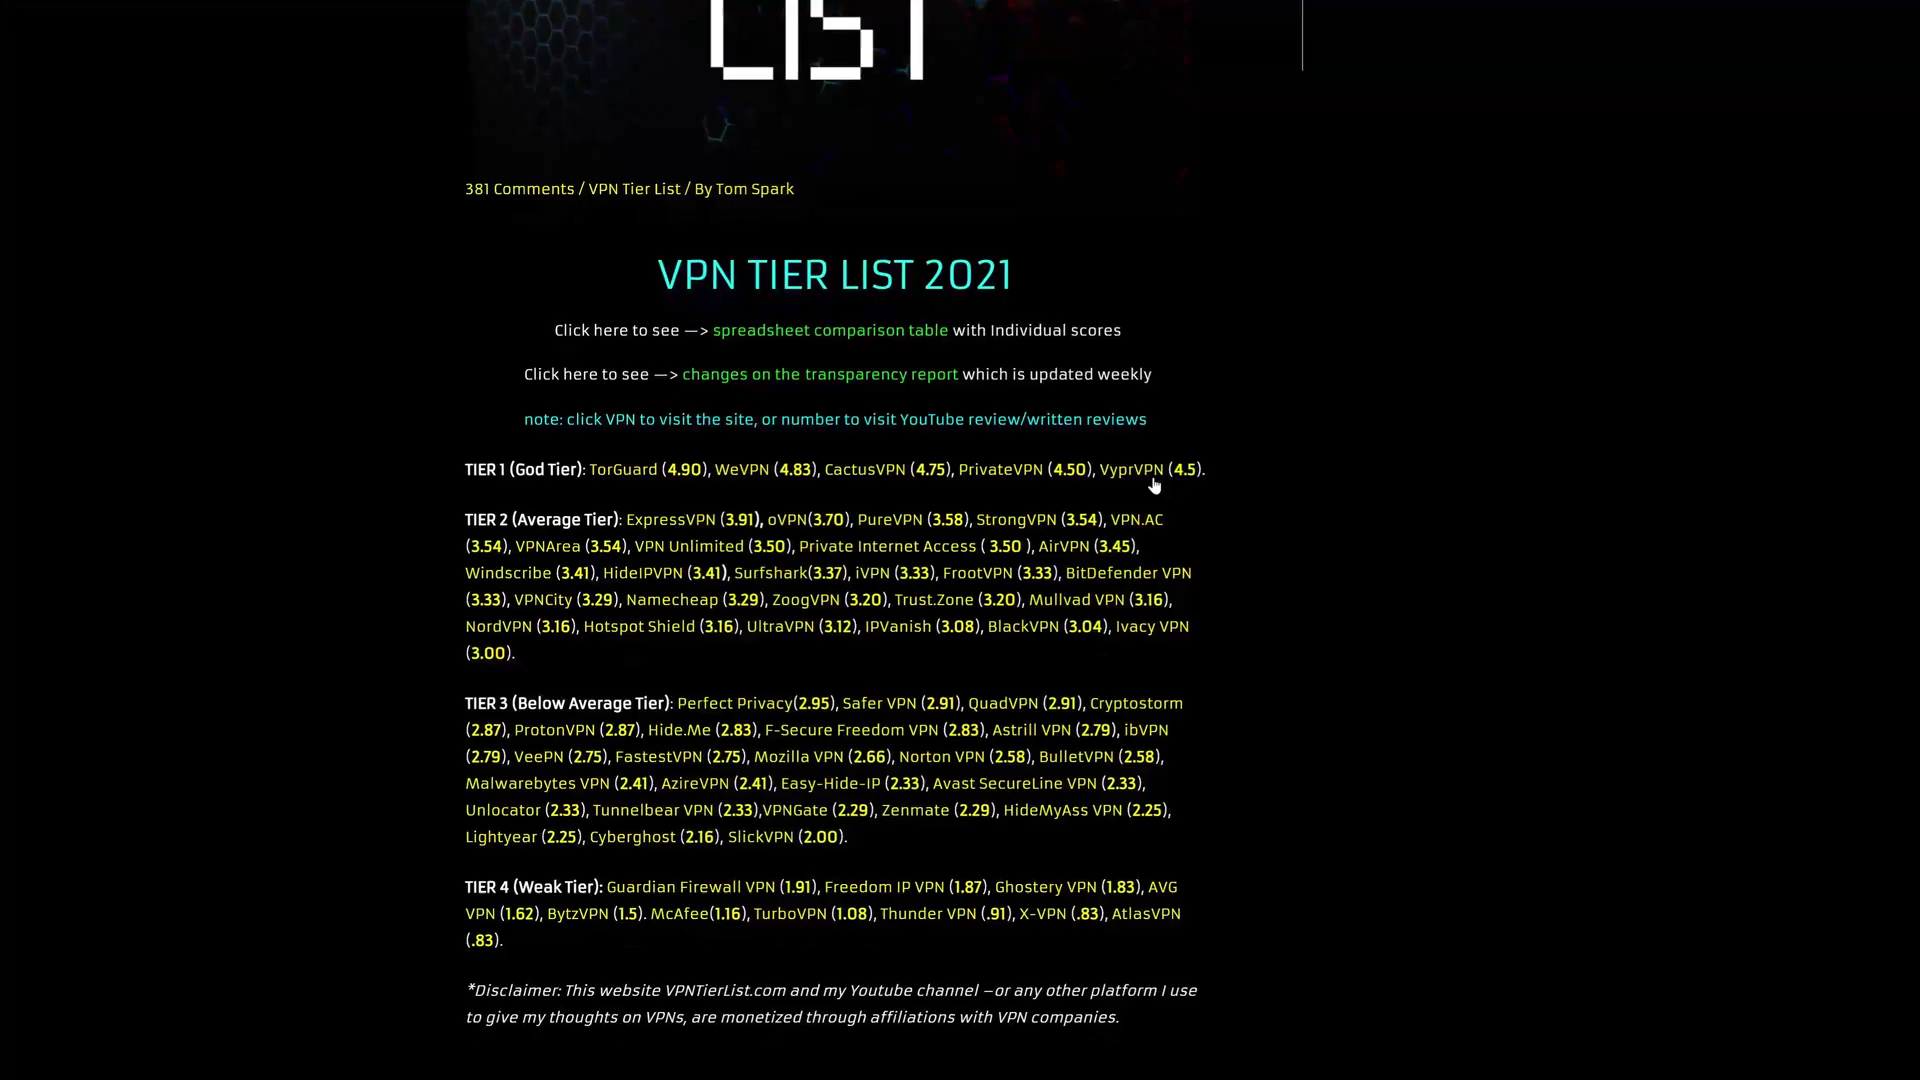 LIST
381 Comments / VPN Tier List / By Tom Spark
VPN TIER LIST 2021
Click here to see —> spreadsheet comparison table with Individual scores
Click here to see —> changes on the transparency report which is updated weekly
note: click VPN to visit the site, or number to visit YouTube review/written reviews
TIER 1 (God Tier): TorGuard (4.90), WeVPN (4.83), CactusVPN (4.75), PrivateVPN (4.50), VyprVPN (4.5).
TIER 2 (Average Tier): ExpressVPN (3.91), oVPN(3.70), PureVPN (3.58), StrongVPN (3.54), VPN.AC
(3.54), VPNArea (3.54), VPN Unlimited (3.50), Private Internet Access ( 3.50 ), AirVPN (3.45),
Windscribe (3.41), HideIPVPN (3.41), Surfshark(3.37), iVPN (3.33), FrootVPN (3.33), BitDefender VPN
(3.33), VPNCity (3.29), Namecheap (3.29), ZoogVPN (3.20), Trust.Zone (3.20), Mullvad VPN (3.16),
NordVPN (3.16), Hotspot Shield (3.16), UltraVPN (3.12), IPVanish (3.08), BlackVPN (3.04), Ivacy VPN
(3.00).
TIER 3 (Below Average Tier): Perfect Privacy(2.95), Safer VPN (2.91), QuadVPN (2.91), Cryptostorm
(2.87), ProtonVPN (2.87), Hide.Me (2.83), F-Secure Freedom VPN (2.83), Astrill VPN (2.79), ibVPN
(2.79), VeePN (2.75), FastestVPN (2.75), Mozilla VPN (2.66), Norton VPN (2.58), BulletVPN (2.58),
Malwarebytes VPN (2.41), AzireVPN (2.41), Easy-Hide-IP (2.33), Avast SecureLine VPN (2.33),
Unlocator (2.33), Tunnelbear VPN (2.33),VPNGate (2.29), Zenmate (2.29), HideMyAss VPN (2.25),
Lightyear (2.25), Cyberghost (2.16), SlickVPN (2.00).
TIER 4 (Weak Tier): Guardian Firewall VPN (1.91), Freedom IP VPN (1.87), Ghostery VPN (1.83), AVG
VPN (1.62), BytzVPN (1.5). McAfee(1.16), TurboVPN (1.08), Thunder VPN (.91), X-VPN (.83), AtlasVPN
(.83).
*Disclaimer: This website VPNTierList.com and my Youtube channel –or any other platform I use
to give my thoughts on VPNs, are monetized through affiliations with VPN companies.